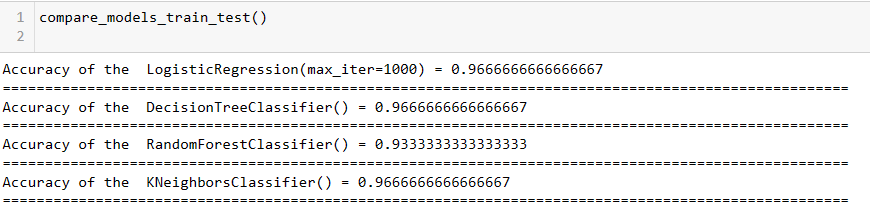 1 compare_models_train_test()
2
Accuracy of the  LogisticRegression(max_iter=1000) = 0.9666666666666667
====================================================================================================
Accuracy of the  DecisionTreeClassifier() = 0.9666666666666667
====================================================================================================
Accuracy of the  RandomForestClassifier() = 0.9333333333333333
====================================================================================================
Accuracy of the  KNeighborsClassifier() = 0.9666666666666667
====================================================================================================